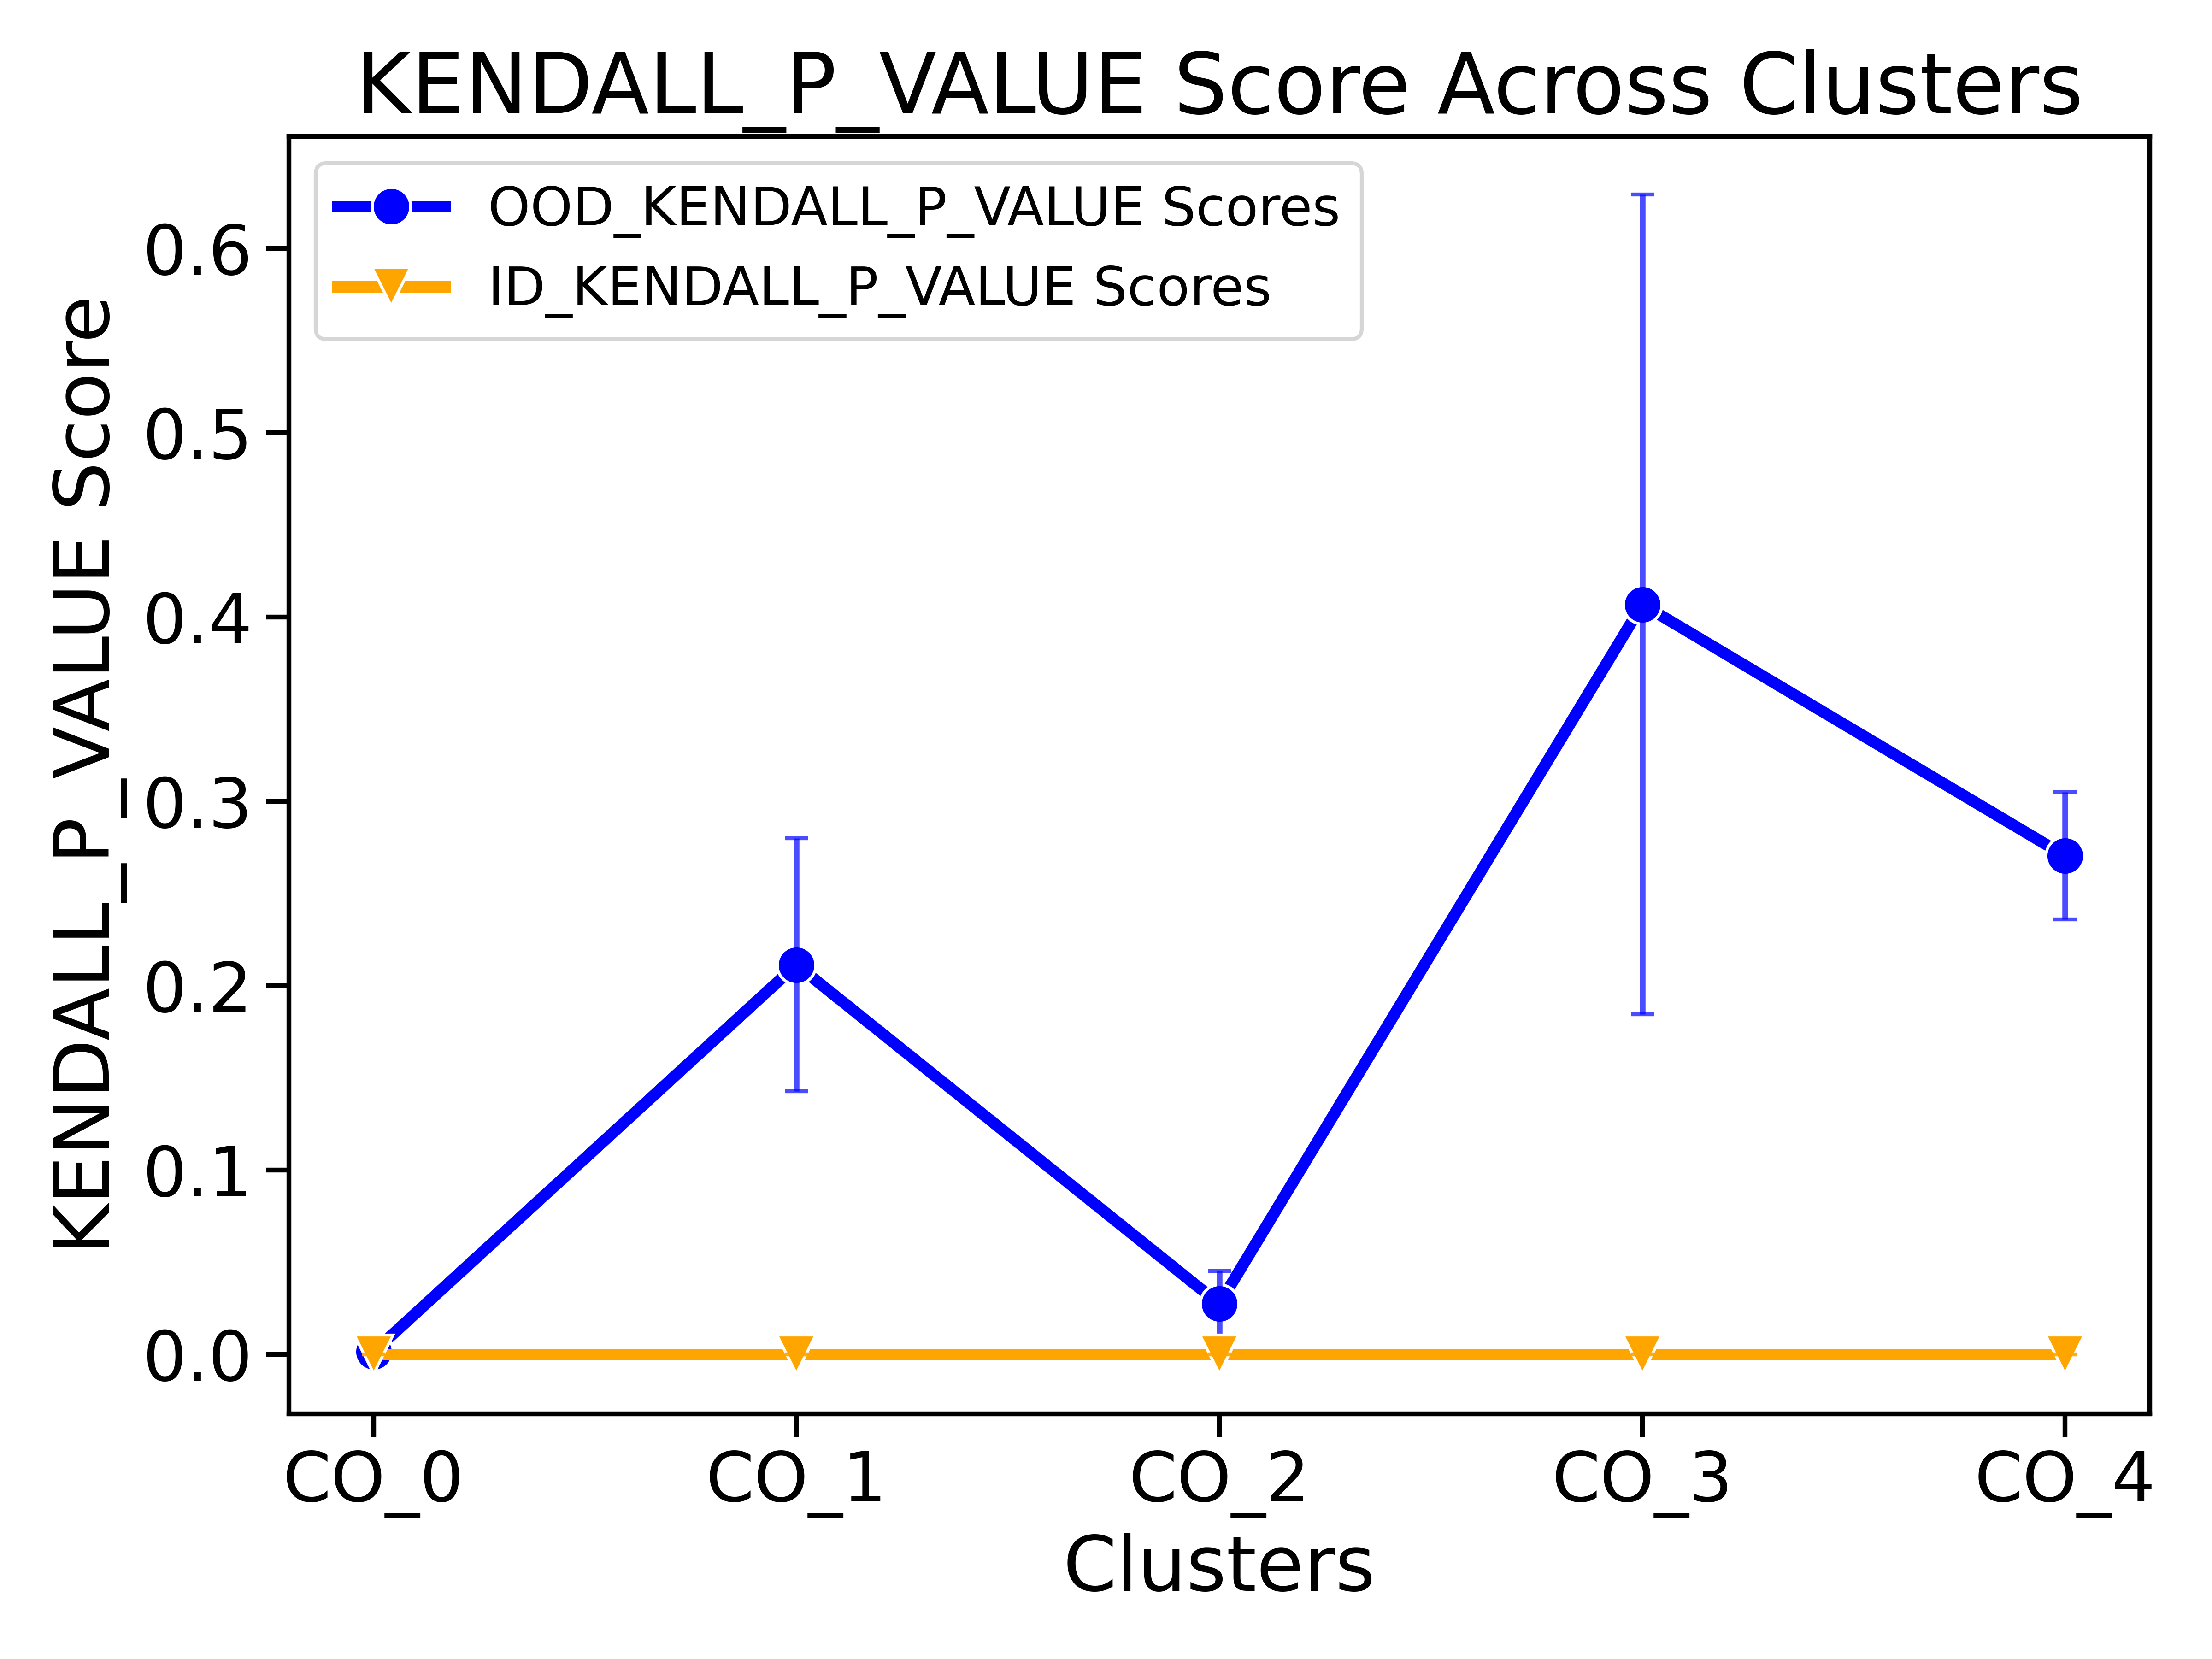 KENDALL_P_VALUE Score Across Clusters
OOD_KENDALL_P_VALUE Scores
ID_KENDALL_P_VALUE Scores
KENDALL_P_VALUE Score
0.6
0.5
0.4
0.3
0.2
0.1
0.0
CO_0 CO_1 CO_2 CO_3 CO_4
Clusters